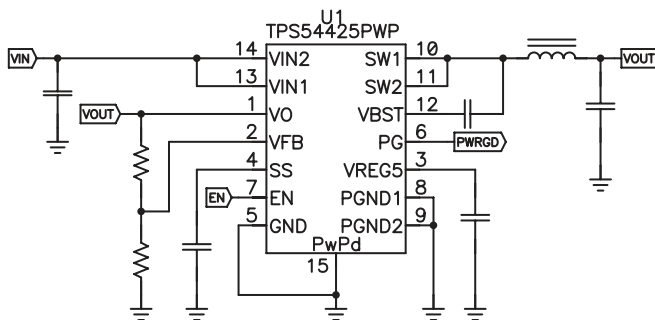 U1
TPS54425PWP
VIN
14 VIN2 SW1 10
VOUT
13 VIN1 SW2 11
VOUT
1 VO VBST 12
2 VFB PG 6 PWRGD
4 SS VREG5 3
EN
7 EN PGND1 8
5 GND PGND2 9
PwPd
15